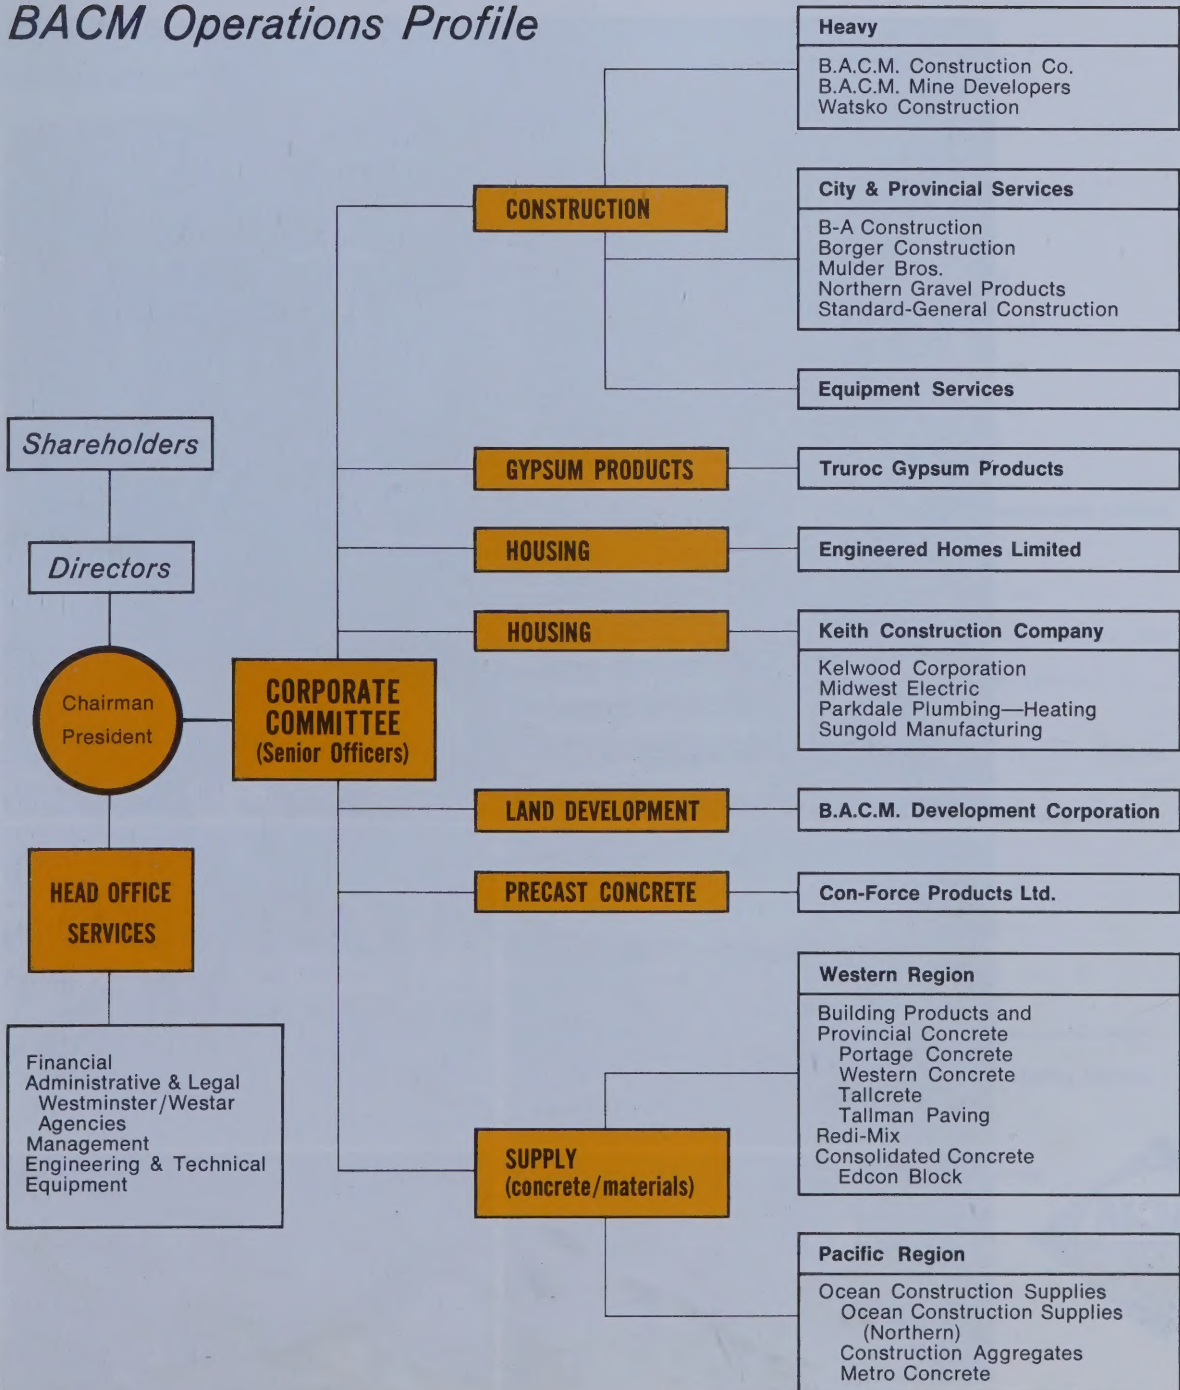 BACM Operations Profile
Shareholders
Directors
Chairman
President
HEAD OFFICE
SERVICES
Financial
Administrative & Legal
Westminster/Westar
Agencies
Management
Engineering & Technical
Equipment
CORPORATE
COMMITTEE
(Senior Officers)
CONSTRUCTION
Heavy
B.A.C.M. Construction Co.
B.A.C.M. Mine Developers
Watsko Construction
City & Provincial Services
B-A Construction
Borger Construction
Mulder Bros.
Northern Gravel Products
Standard-General Construction
Equipment Services
GYPSUM PRODUCTS
Truroc Gypsum Products
HOUSING
Engineered Homes Limited
HOUSING
Keith Construction Company
Kelwood Corporation
Midwest Electric
Parkdale Plumbing—Heating
Sungold Manufacturing
LAND DEVELOPMENT
B.A.C.M. Development Corporation
PRECAST CONCRETE
Con-Force Products Ltd.
SUPPLY
(concrete/materials)
Western Region
Building Products and
Provincial Concrete
Portage Concrete
Western Concrete
Tallcrete
Tallman Paving
Redi-Mix
Consolidated Concrete
Edcon Block
Pacific Region
Ocean Construction Supplies
Ocean Construction Supplies
(Northern)
Construction Aggregates
Metro Concrete